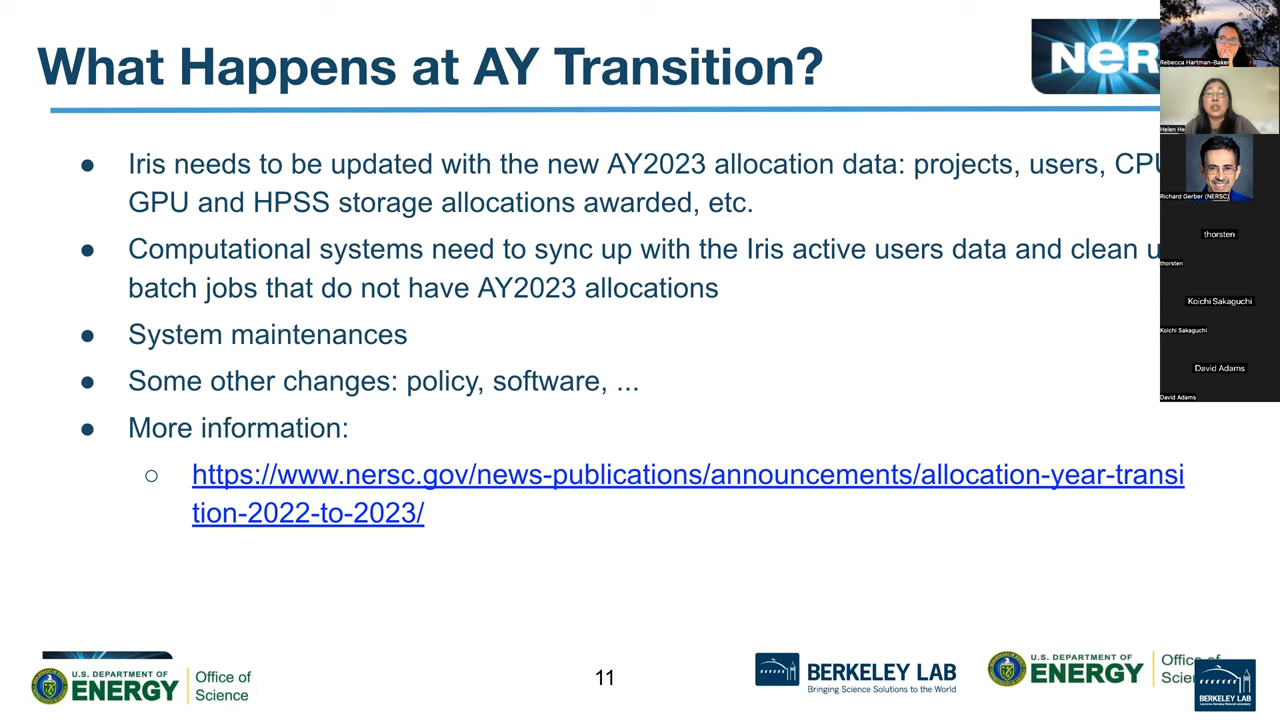 What Happens at AY Transition?
● Iris needs to be updated with the new AY2023 allocation data: projects, users, CPU
GPU and HPSS storage allocations awarded, etc.
● Computational systems need to sync up with the Iris active users data and clean u
batch jobs that do not have AY2023 allocations
● System maintenances
● Some other changes: policy, software, ...
● More information:
○ https://www.nersc.gov/news-publications/announcements/allocation-year-transi
tion-2022-to-2023/
Rebecca Hartman-Baker
Helen He
Richard Gerber (NERSC)
thorsten
thorsten
Koichi Sakaguchi
Koichi Sakaguchi
David Adams
David Adams
U.S. DEPARTMENT OF
ENERGY
Office of
Science
11
BERKELEY LAB
Bringing Science Solutions to the World
U.S. DEPARTMENT OF
ENERGY
Office of
BERKELEY LAB